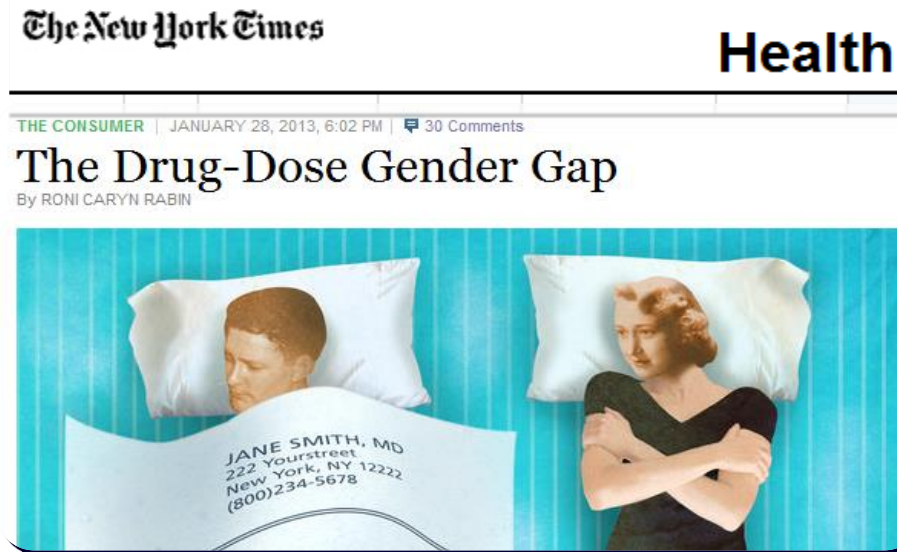 The New York Times
Health
THE CONSUMER | JANUARY 28, 2013, 6:02 PM | 30 Comments
The Drug-Dose Gender Gap
By RONI CARYN RABIN
JANE SMITH, MD
222 Yourstreet
New York, NY 12222
(800)234-5678